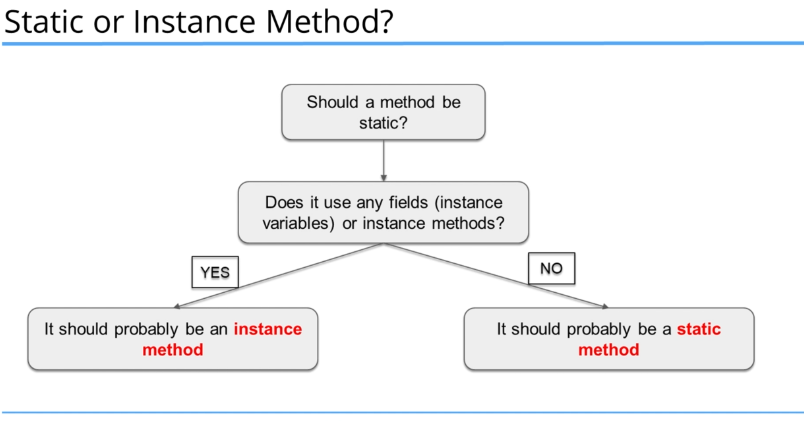 Static or Instance Method?
Should a method be
static?
Does it use any fields (instance
variables) or instance methods?
YES
NO
It should probably be an instance
method
It should probably be a static
method